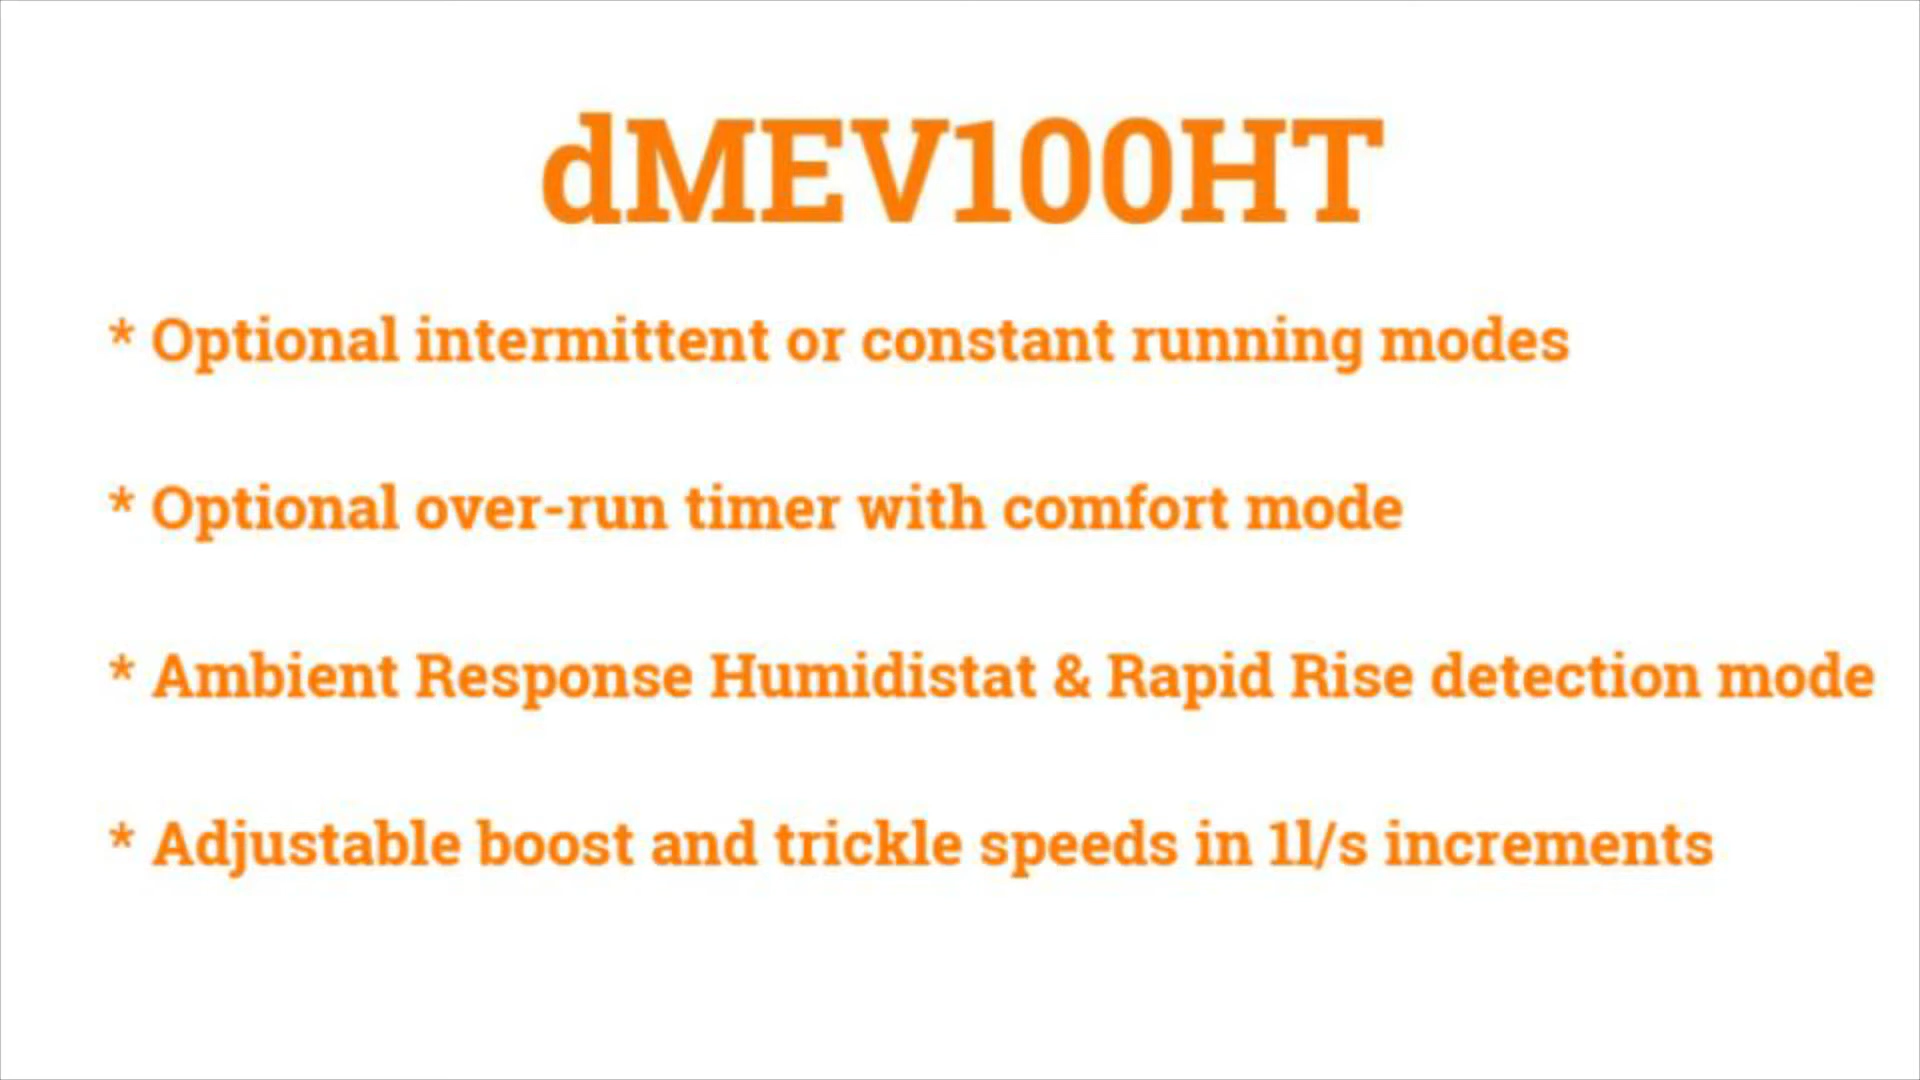 dMEV100HT
* Optional intermittent or constant running modes
* Optional over-run timer with comfort mode
* Ambient Response Humidistat & Rapid Rise detection mode
* Adjustable boost and trickle speeds in 1l/s increments